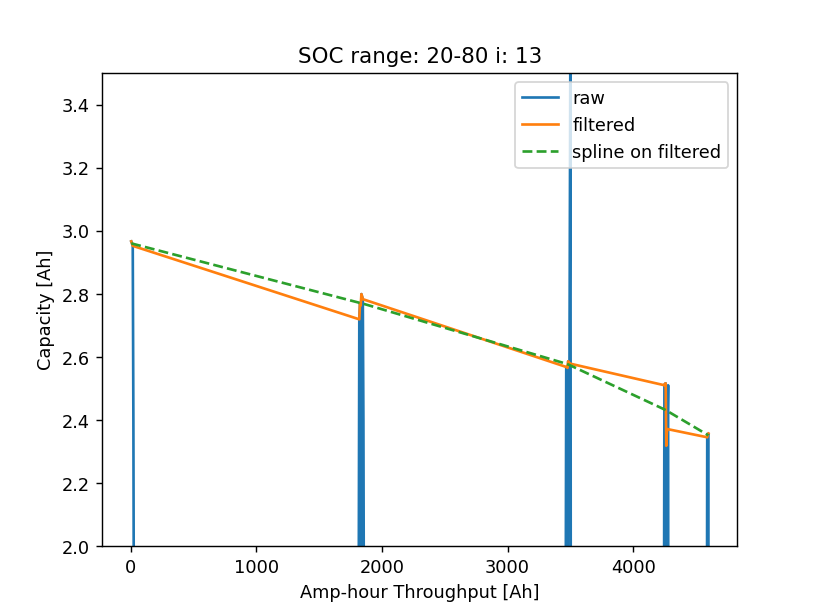 SOC range: 20-80 i: 13
raw
filtered
spline on filtered
3.4
3.2
3.0
2.8
2.6
2.4
2.2
2.0
Capacity [Ah]
0 1000 2000 3000 4000
Amp-hour Throughput [Ah]